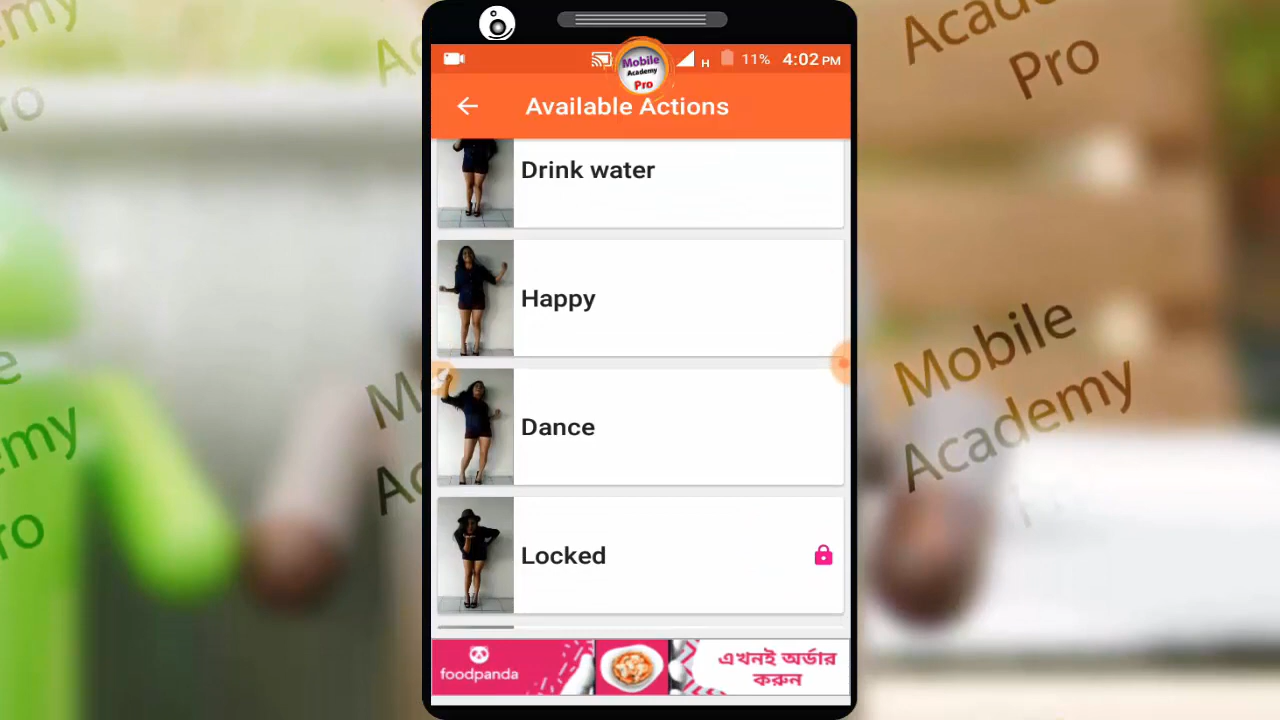 Mobile
Academy
Pro
H
11%
4:02 PM
Available Actions
Drink water
Happy
Dance
Locked
foodpanda
এখনই অর্ডার
করুন
Academy
Pro
Mobile
Academy